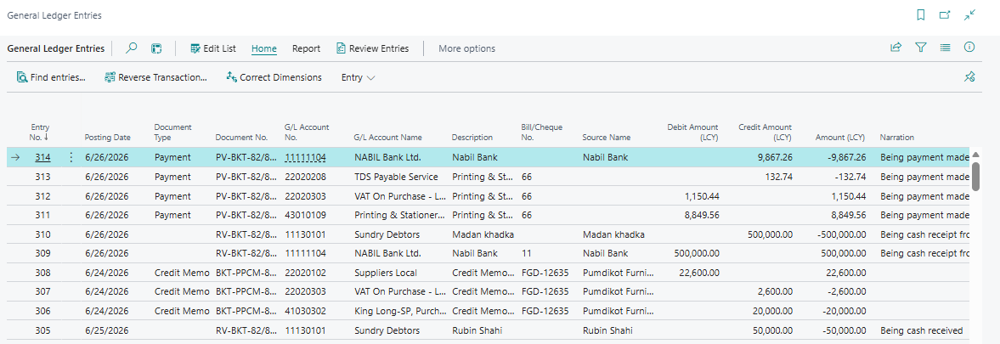 General Ledger Entries
General Ledger Entries Edit List Home Report Review Entries More options
Find entries... Reverse Transaction... Correct Dimensions Entry
Entry No. ↓ Posting Date Document Type Document No. G/L Account No. G/L Account Name Description Bill/Cheque No. Source Name Debit Amount (LCY) Credit Amount (LCY) Amount (LCY) Narration
314 6/26/2026 Payment PV-BKT-82/8... 11111104 NABIL Bank Ltd. Nabil Bank Nabil Bank 9,867.26 -9,867.26 Being payment made
313 6/26/2026 Payment PV-BKT-82/8... 22020208 TDS Payable Service Printing & St... 66 132.74 -132.74 Being payment made
312 6/26/2026 Payment PV-BKT-82/8... 22020303 VAT On Purchase - L... Printing & St... 66 1,150.44 1,150.44 Being payment made
311 6/26/2026 Payment PV-BKT-82/8... 43010109 Printing & Stationer... Printing & St... 66 8,849.56 8,849.56 Being payment made
310 6/26/2026 RV-BKT-82/8... 11130101 Sundry Debtors Madan khadka Madan khadka 500,000.00 -500,000.00 Being cash receipt fro
309 6/26/2026 RV-BKT-82/8... 11111104 NABIL Bank Ltd. Nabil Bank 11 Nabil Bank 500,000.00 500,000.00 Being cash receipt fro
308 6/24/2026 Credit Memo BKT-PPCM-8... 22020102 Suppliers Local Credit Memo... FGD-12635 Pumdikot Furni... 22,600.00 22,600.00
307 6/24/2026 Credit Memo BKT-PPCM-8... 22020303 VAT On Purchase - L... Credit Memo... FGD-12635 Pumdikot Furni... 2,600.00 -2,600.00
306 6/24/2026 Credit Memo BKT-PPCM-8... 41030302 King Long-SP, Purch... Credit Memo... FGD-12635 Pumdikot Furni... 20,000.00 -20,000.00
305 6/25/2026 RV-BKT-82/8... 11130101 Sundry Debtors Rubin Shahi Rubin Shahi 50,000.00 -50,000.00 Being cash received